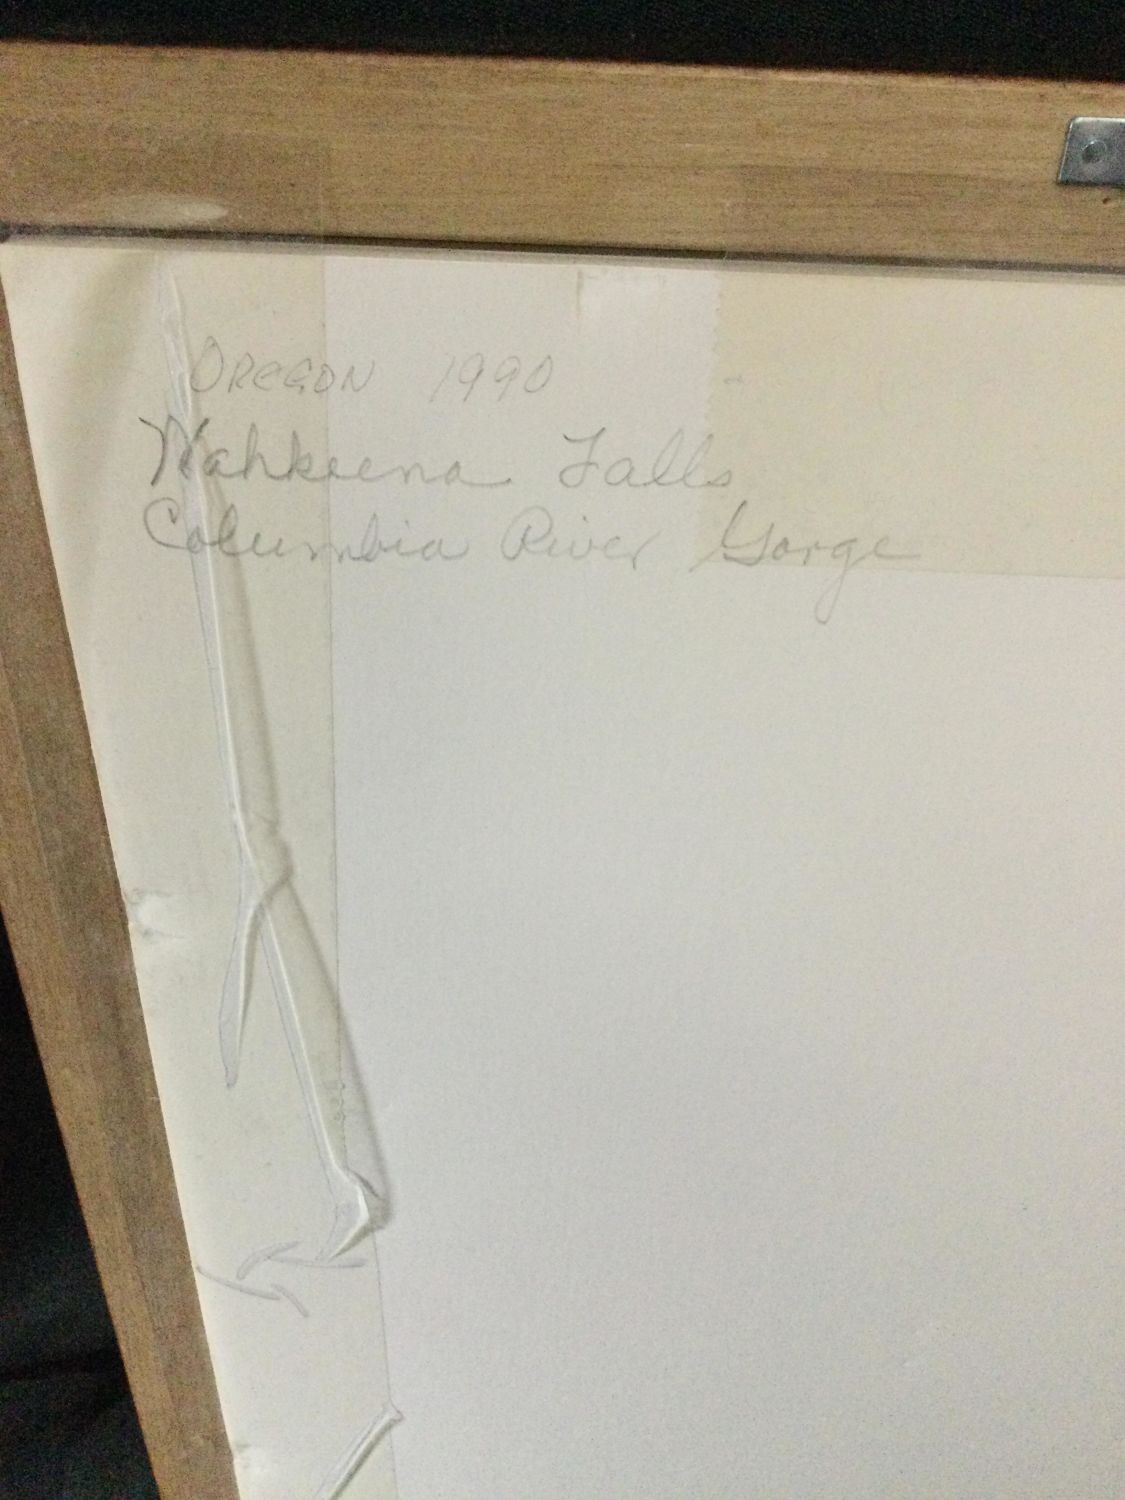 OREGON 1990
Wahkeena Falls
Columbia River Gorge